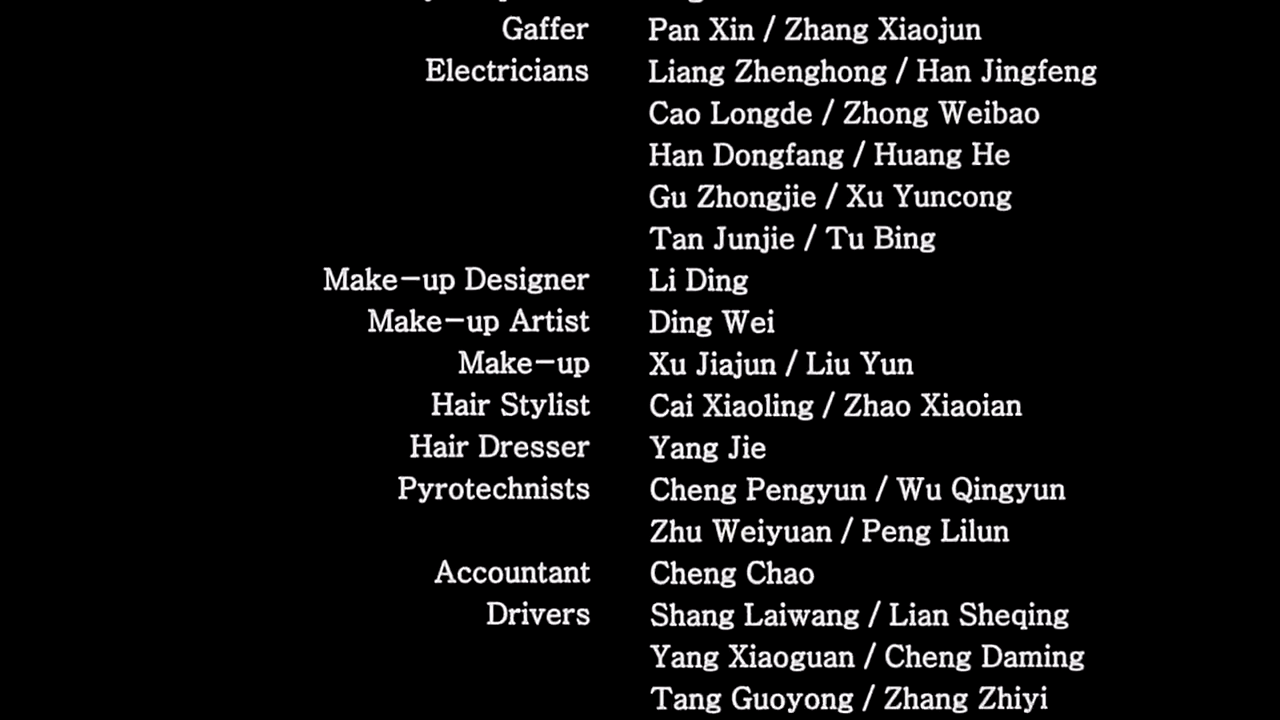 Gaffer Pan Xin / Zhang Xiaojun
Electricians Liang Zhenghong / Han Jingfeng
Cao Longde / Zhong Weibao
Han Dongfang / Huang He
Gu Zhongjie / Xu Yuncong
Tan Junjie / Tu Bing
Make-up Designer Li Ding
Make-up Artist Ding Wei
Make-up Xu Jiajun / Liu Yun
Hair Stylist Cai Xiaoling / Zhao Xiaoian
Hair Dresser Yang Jie
Pyrotechnists Cheng Pengyun / Wu Qingyun
Zhu Weiyuan / Peng Lilun
Accountant Cheng Chao
Drivers Shang Laiwang / Lian Sheqing
Yang Xiaoguan / Cheng Daming
Tang Guoyong / Zhang Zhiyi